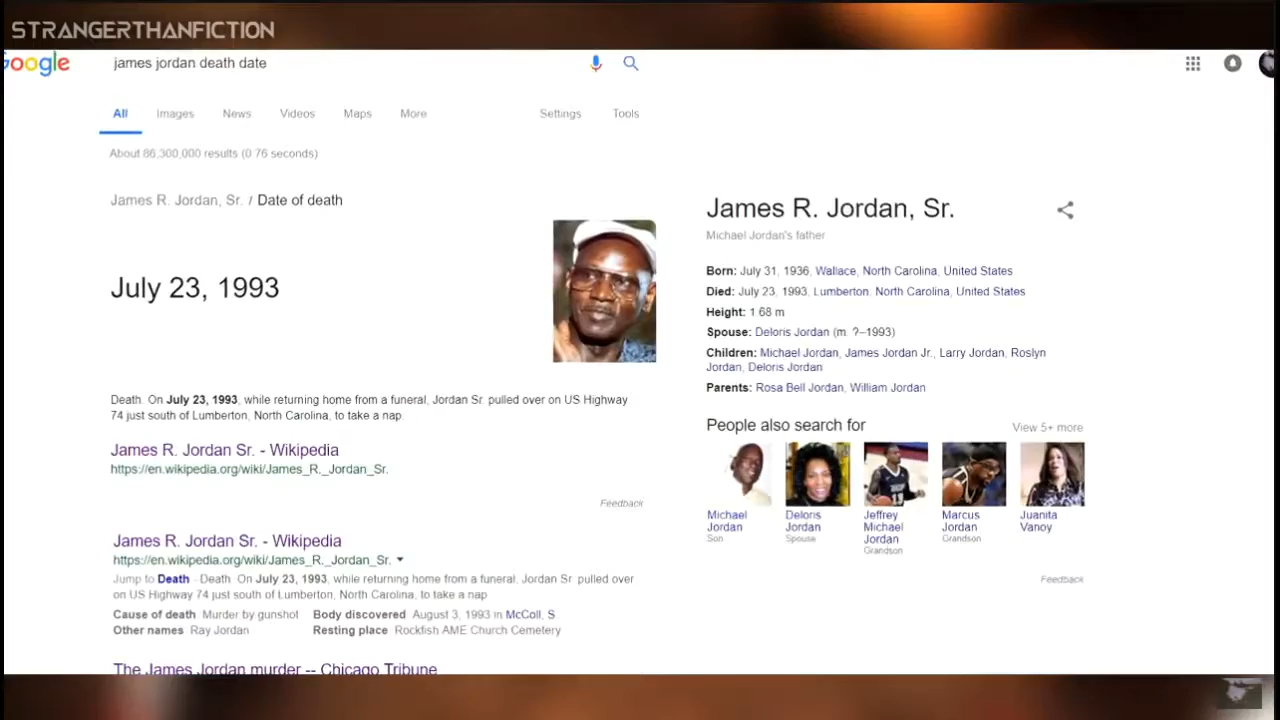 STRANGERTHANFICTION
Google
james jordan death date
All Images News Videos Maps More Settings Tools
About 86,300,000 results (0.76 seconds)
James R. Jordan, Sr. / Date of death
July 23, 1993
Death. On July 23, 1993, while returning home from a funeral, Jordan Sr. pulled over on US Highway
74 just south of Lumberton, North Carolina, to take a nap.
James R. Jordan Sr. - Wikipedia
https://en.wikipedia.org/wiki/James_R._Jordan_Sr.
Feedback
James R. Jordan Sr. - Wikipedia
https://en.wikipedia.org/wiki/James_R._Jordan_Sr.
Jump to Death - Death. On July 23, 1993, while returning home from a funeral, Jordan Sr. pulled over
on US Highway 74 just south of Lumberton, North Carolina, to take a nap
Cause of death Murder by gunshot Body discovered August 3, 1993 in McColl, S
Other names Ray Jordan Resting place Rockfish AME Church Cemetery
The James Jordan murder -- Chicago Tribune
James R. Jordan, Sr.
Michael Jordan's father
Born: July 31, 1936, Wallace, North Carolina, United States
Died: July 23, 1993, Lumberton, North Carolina, United States
Height: 1.68 m
Spouse: Deloris Jordan (m. ?–1993)
Children: Michael Jordan, James Jordan Jr., Larry Jordan, Roslyn
Jordan, Deloris Jordan
Parents: Rosa Bell Jordan, William Jordan
People also search for View 5+ more
Michael
Jordan
Son
Deloris
Jordan
Spouse
Jeffrey
Michael
Jordan
Grandson
Marcus
Jordan
Grandson
Juanita
Vanoy
Feedback